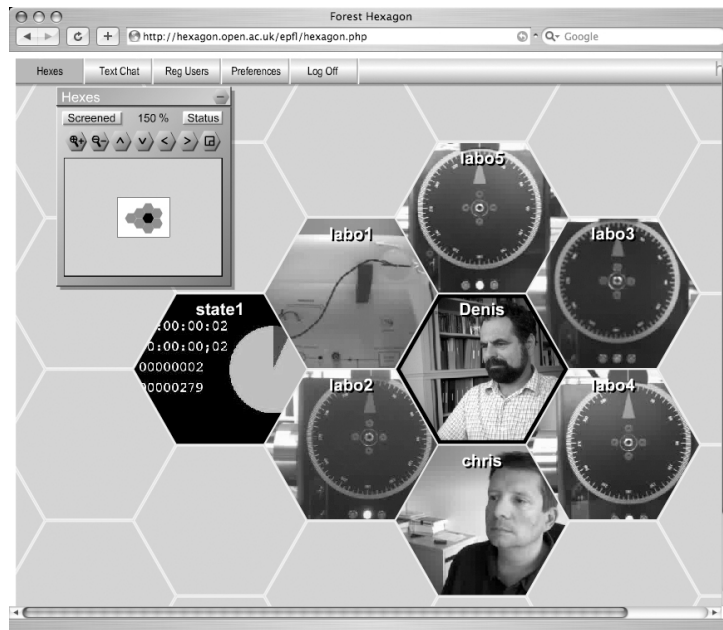 Forest Hexagon
http://hexagon.open.ac.uk/epfl/hexagon.php
Google
Hexes
Text Chat
Reg Users
Preferences
Log Off
Hexes
Screened
150 %
Status
labo5
labo1
labo3
state1
:00:00:02
:00:00;02
00000002
00000279
Denis
labo2
labo4
chris